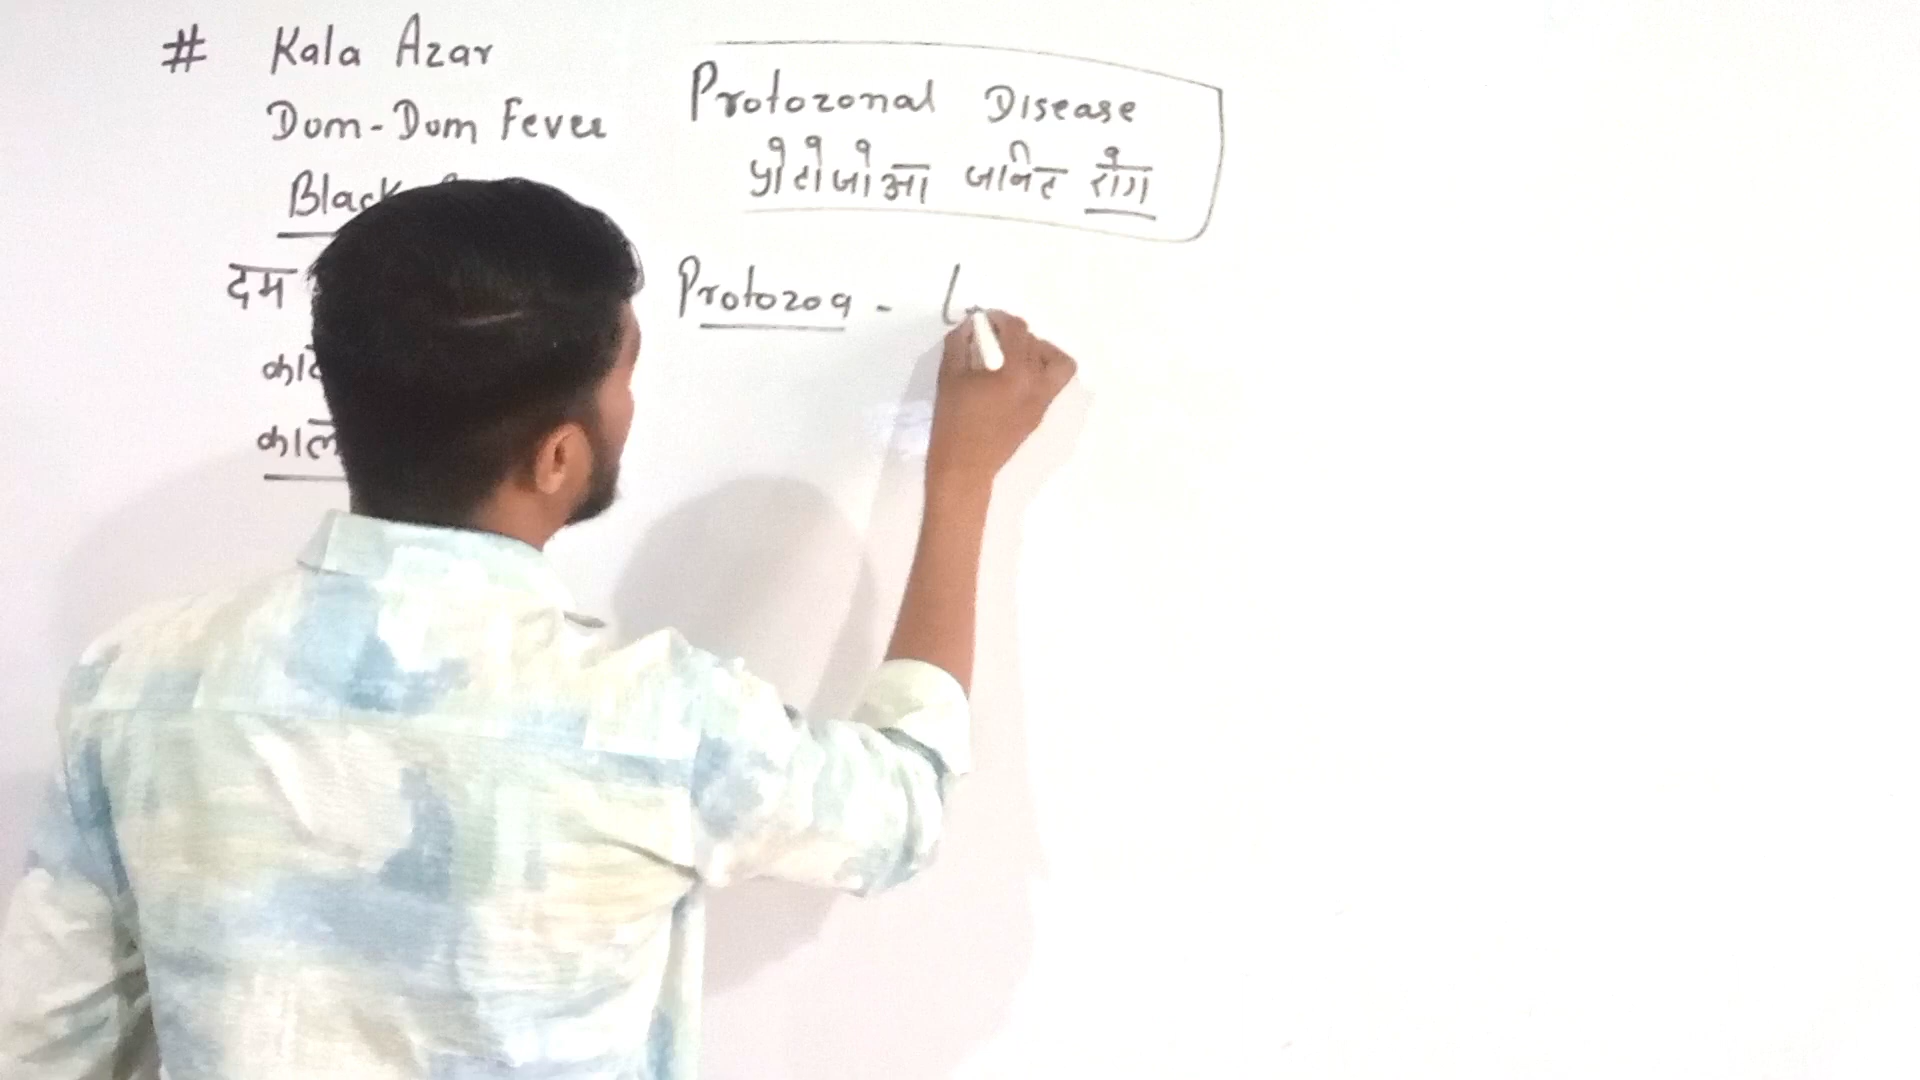 # Kala Azar
Dum-Dum Fever
Black
दम
काले
Protozonal Disease
प्रोटोजोआ जनित रोग
Protozoa - L